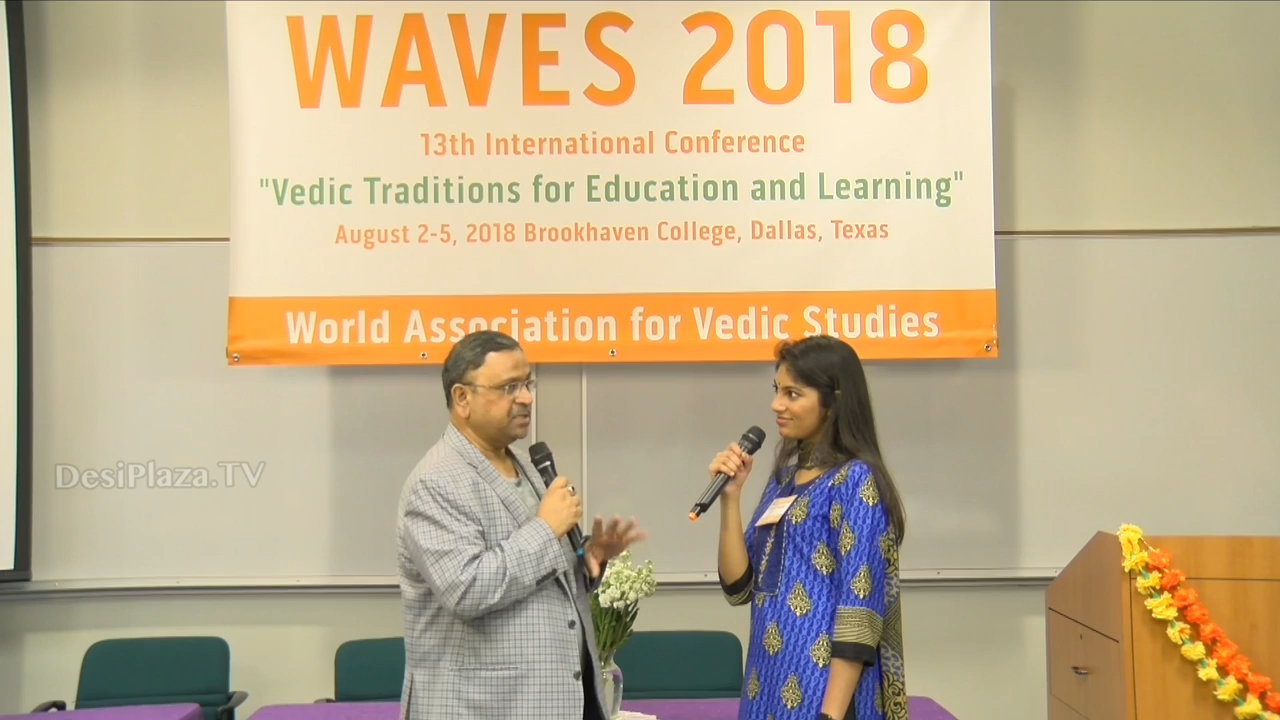 WAVES 2018
13th International Conference
"Vedic Traditions for Education and Learning"
August 2-5, 2018 Brookhaven College, Dallas, Texas
World Association for Vedic Studies
DesiPlaza.TV